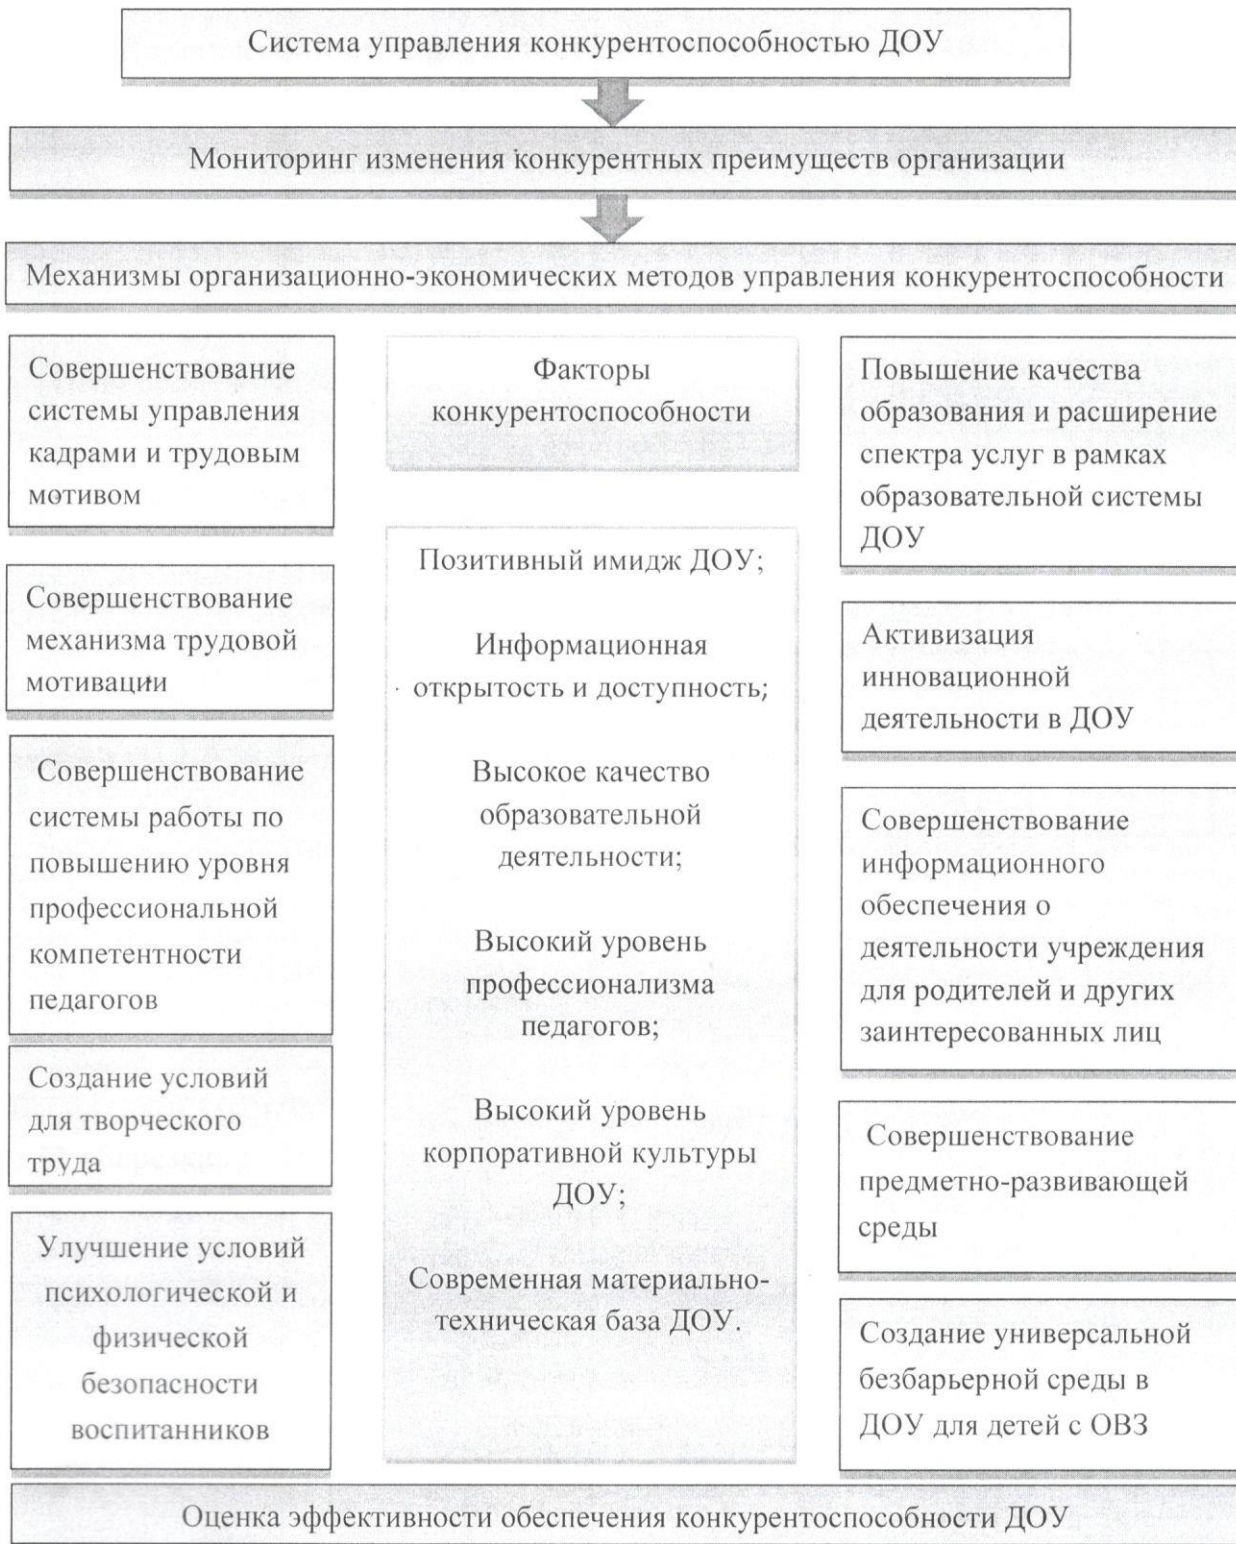 Система управления конкурентоспособностью ДОУ
Мониторинг изменения конкурентных преимуществ организации
Механизмы организационно-экономических методов управления конкурентоспособности
Совершенствование
системы управления
кадрами и трудовым
мотивом
Совершенствование
механизма трудовой
мотивации
Совершенствование
системы работы по
повышению уровня
профессиональной
компетентности
педагогов
Создание условий
для творческого
труда
Улучшение условий
психологической и
физической
безопасности
воспитанников
Факторы
конкурентоспособности
Позитивный имидж ДОУ;
Информационная
открытость и доступность;
Высокое качество
образовательной
деятельности;
Высокий уровень
профессионализма
педагогов;
Высокий уровень
корпоративной культуры
ДОУ;
Современная материально-
техническая база ДОУ.
Повышение качества
образования и расширение
спектра услуг в рамках
образовательной системы
ДОУ
Активизация
инновационной
деятельности в ДОУ
Совершенствование
информационного
обеспечения о
деятельности учреждения
для родителей и других
заинтересованных лиц
Совершенствование
предметно-развивающей
среды
Создание универсальной
безбарьерной среды в
ДОУ для детей с ОВЗ
Оценка эффективности обеспечения конкурентоспособности ДОУ